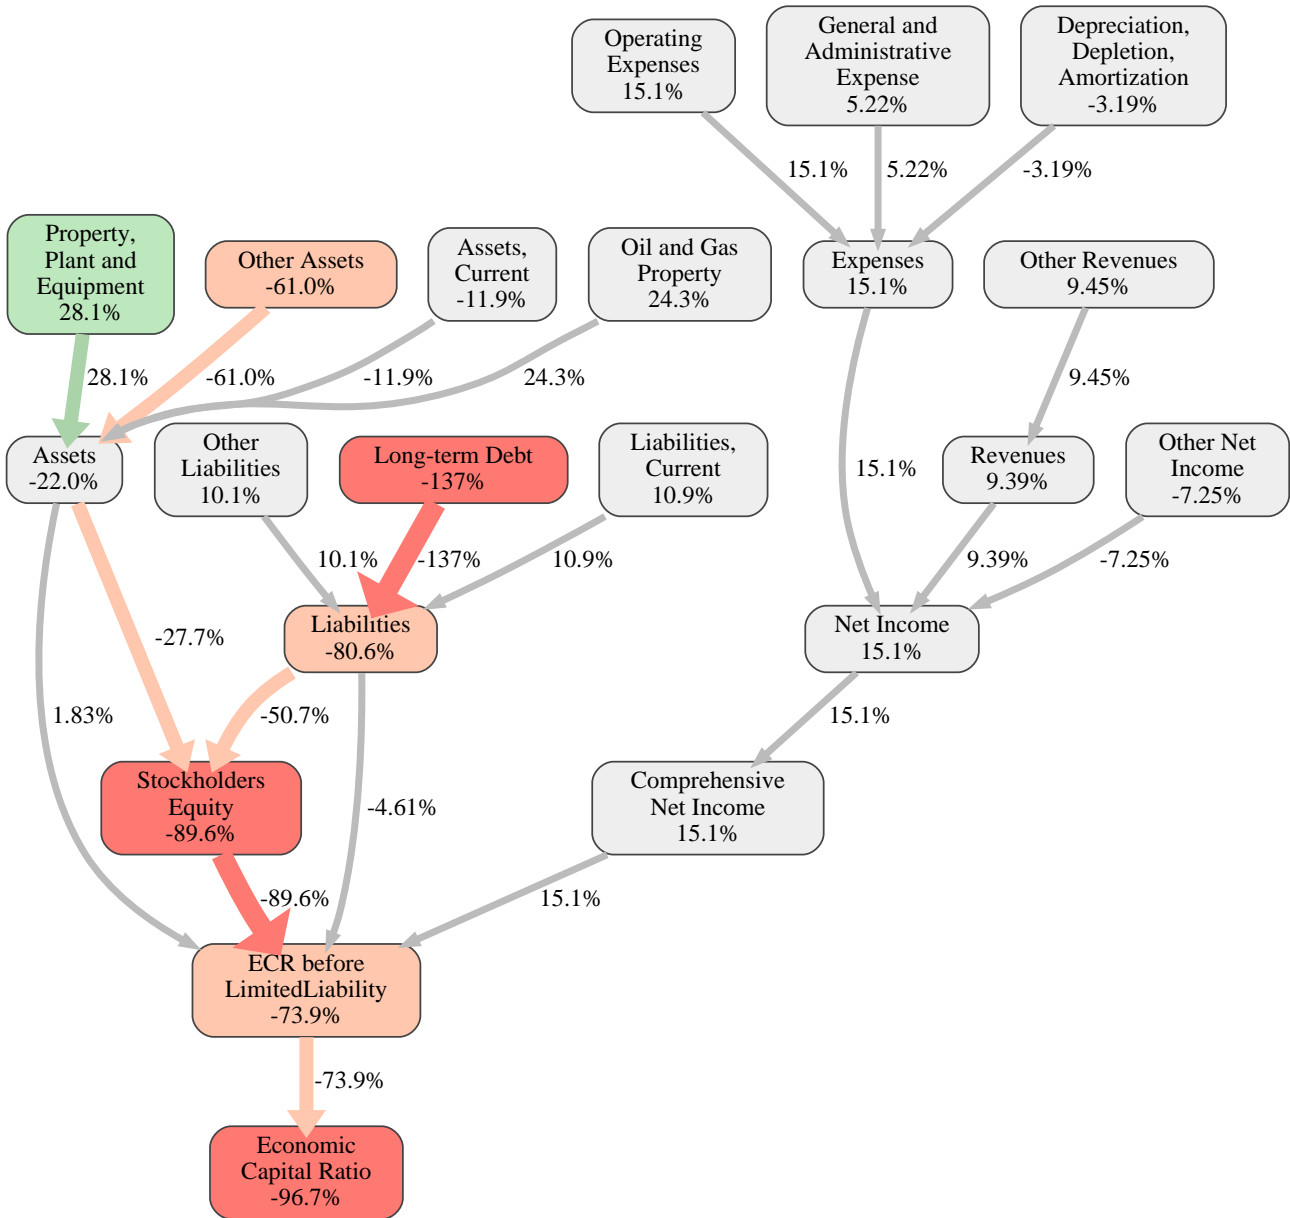 Operating
Expenses
15.1%
General and
Administrative
Expense
5.22%
Depreciation,
Depletion,
Amortization
-3.19%
15.1%
5.22%
-3.19%
Property,
Plant and
Equipment
28.1%
Other Assets
-61.0%
Assets,
Current
-11.9%
Oil and Gas
Property
24.3%
Expenses
15.1%
Other Revenues
9.45%
28.1%
-61.0%
-11.9%
24.3%
9.45%
Assets
-22.0%
Other
Liabilities
10.1%
Long-term Debt
-137%
Liabilities,
Current
10.9%
15.1%
Revenues
9.39%
Other Net
Income
-7.25%
10.1%
-137%
10.9%
9.39%
-7.25%
-27.7%
Liabilities
-80.6%
Net Income
15.1%
1.83%
-50.7%
15.1%
Stockholders
Equity
-89.6%
-4.61%
Comprehensive
Net Income
15.1%
-89.6%
15.1%
ECR before
LimitedLiability
-73.9%
-73.9%
Economic
Capital Ratio
-96.7%